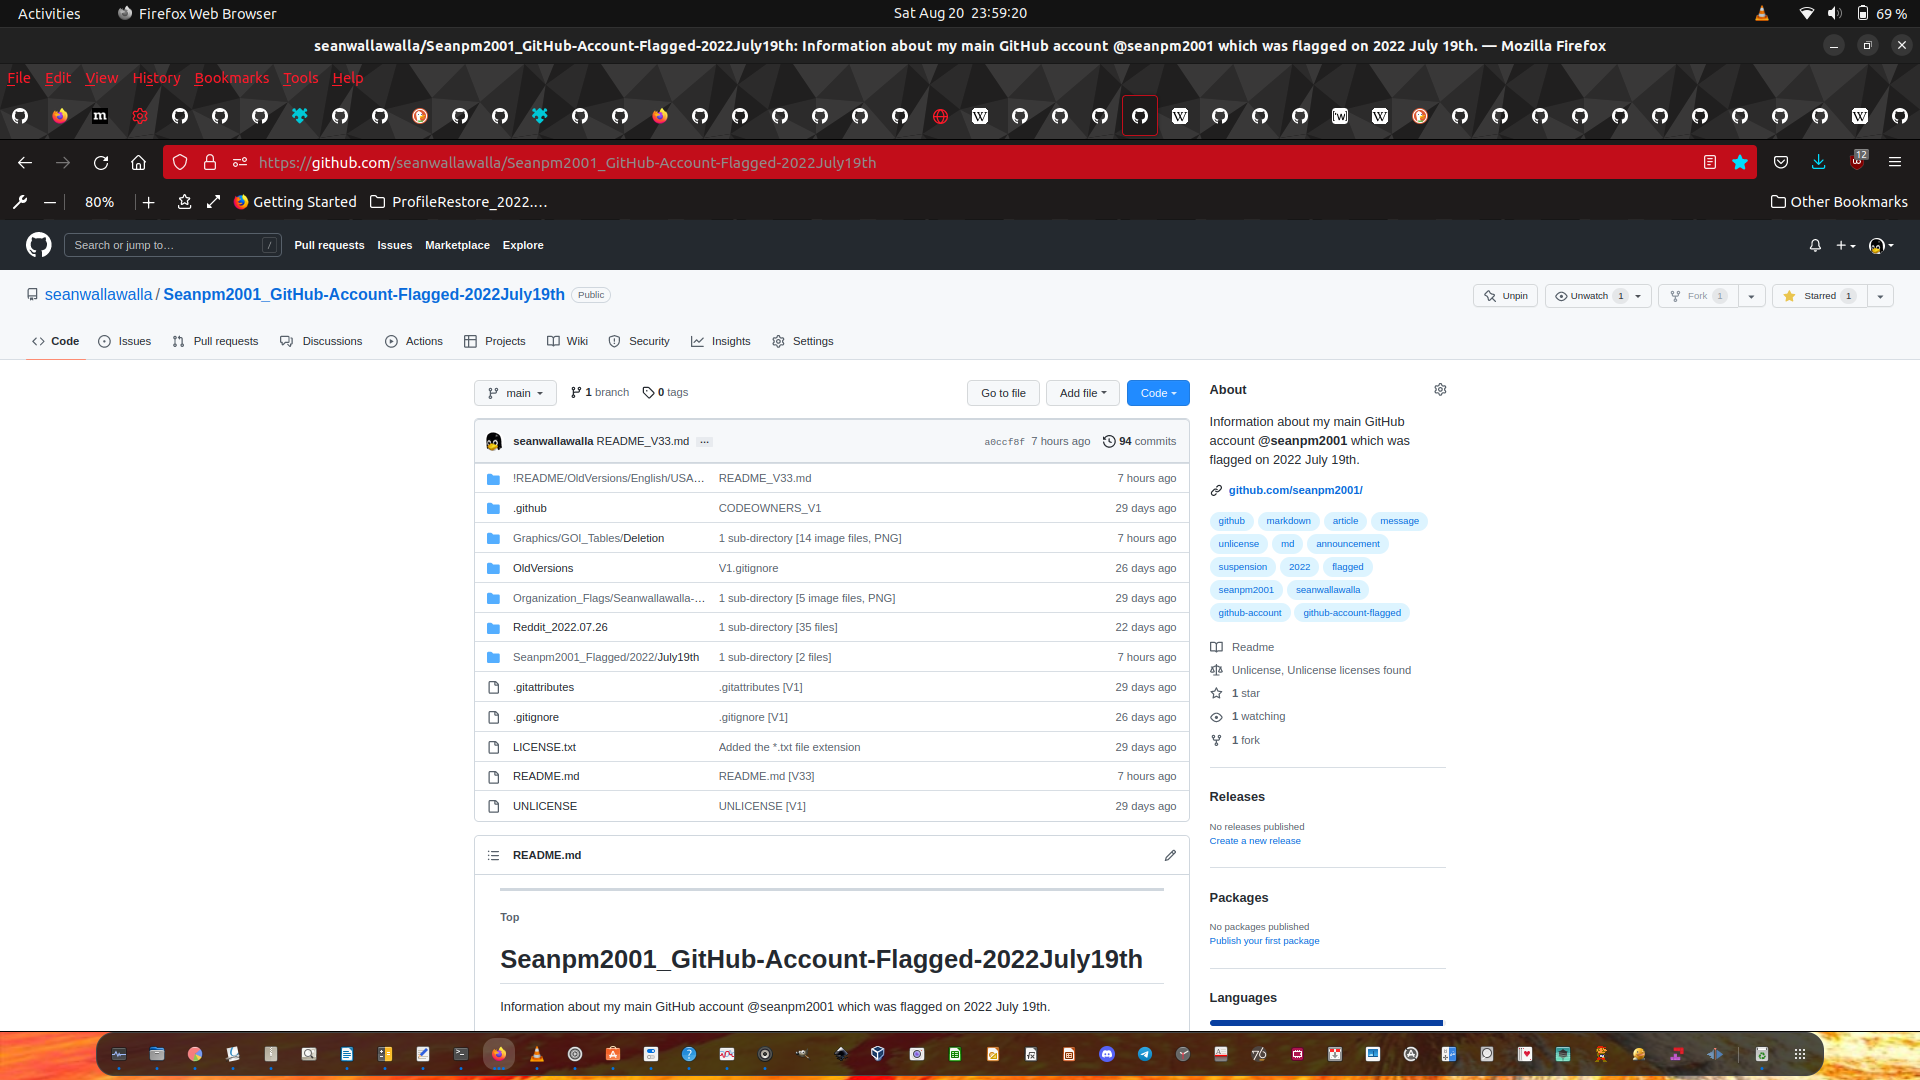 Activities Firefox Web Browser Sat Aug 20 23:59:20 69 %
seanwallawalla/Seanpm2001_GitHub-Account-Flagged-2022July19th: Information about my main GitHub account @seanpm2001 which was flagged on 2022 July 19th. — Mozilla Firefox
File Edit View History Bookmarks Tools Help
https://github.com/seanwallawalla/Seanpm2001_GitHub-Account-Flagged-2022July19th 12
80% Getting Started ProfileRestore_2022.... Other Bookmarks
Search or jump to... / Pull requests Issues Marketplace Explore
seanwallawalla / Seanpm2001_GitHub-Account-Flagged-2022July19th Public Unpin Unwatch 1 Fork 1 Starred 1
Code Issues Pull requests Discussions Actions Projects Wiki Security Insights Settings
main 1 branch 0 tags Go to file Add file Code
seanwallawalla README_V33.md ... a0ccf8f 7 hours ago 94 commits
!README/OldVersions/English/USA... README_V33.md 7 hours ago
.github CODEOWNERS_V1 29 days ago
Graphics/GOI_Tables/Deletion 1 sub-directory [14 image files, PNG] 7 hours ago
OldVersions V1.gitignore 26 days ago
Organization_Flags/Seanwallawalla-... 1 sub-directory [5 image files, PNG] 29 days ago
Reddit_2022.07.26 1 sub-directory [35 files] 22 days ago
Seanpm2001_Flagged/2022/July19th 1 sub-directory [2 files] 7 hours ago
.gitattributes .gitattributes [V1] 29 days ago
.gitignore .gitignore [V1] 26 days ago
LICENSE.txt Added the *.txt file extension 29 days ago
README.md README.md [V33] 7 hours ago
UNLICENSE UNLICENSE [V1] 29 days ago
README.md
Top
Seanpm2001_GitHub-Account-Flagged-2022July19th
Information about my main GitHub account @seanpm2001 which was flagged on 2022 July 19th.
About
Information about my main GitHub
account @seanpm2001 which was
flagged on 2022 July 19th.
github.com/seanpm2001/
github markdown article message
unlicense md announcement
suspension 2022 flagged
seanpm2001 seanwallawalla
github-account github-account-flagged
Readme
Unlicense, Unlicense licenses found
1 star
1 watching
1 fork
Releases
No releases published
Create a new release
Packages
No packages published
Publish your first package
Languages